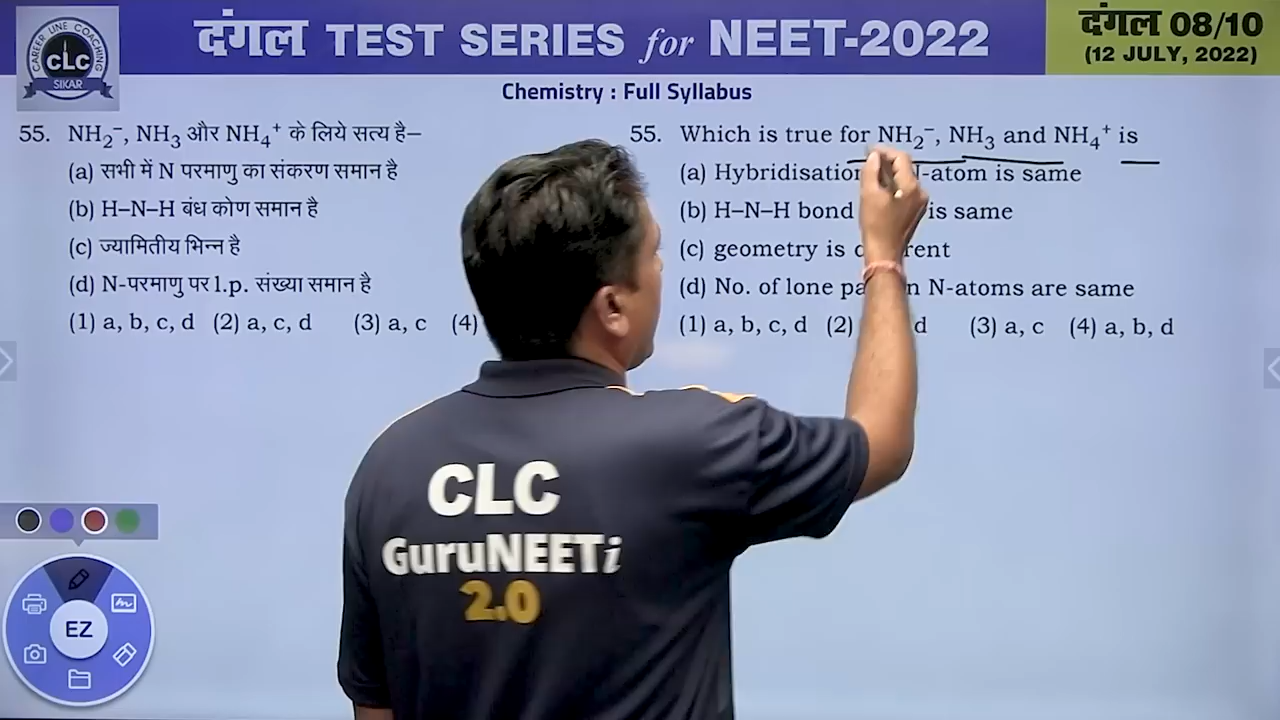 दंगल TEST SERIES for NEET-2022
दंगल 08/10
(12 JULY, 2022)
CAREER LINE COACHING
CLC
SIKAR
Chemistry : Full Syllabus
55. NH₂⁻, NH₃ और NH₄⁺ के लिये सत्य है–
(a) सभी में N परमाणु का संकरण समान है
(b) H–N–H बंध कोण समान है
(c) ज्यामितीय भिन्न है
(d) N-परमाणु पर l.p. संख्या समान है
(1) a, b, c, d (2) a, c, d (3) a, c (4)
55. Which is true for NH₂⁻, NH₃ and NH₄⁺ is
(a) Hybridisation N-atom is same
(b) H–N–H bond is same
(c) geometry is
(d) No. of lone N-atoms are same
(1) a, b, c, d (2) d (3) a, c (4) a, b, d
CLC
GuruNEETi
2.0
EZ